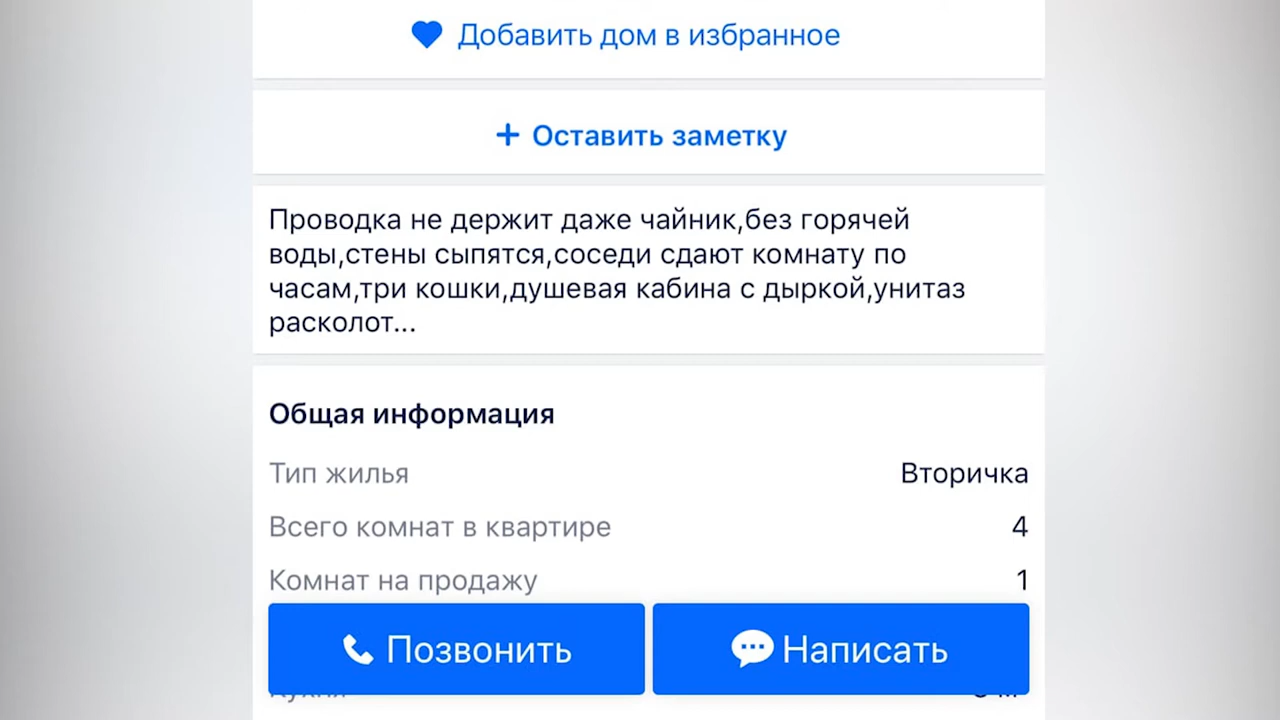 Добавить дом в избранное
+ Оставить заметку
Проводка не держит даже чайник,без горячей
воды,стены сыпятся,соседи сдают комнату по
часам,три кошки,душевая кабина с дыркой,унитаз
расколот...
Общая информация
Тип жилья Вторичка
Всего комнат в квартире 4
Комнат на продажу 1
Позвонить Написать